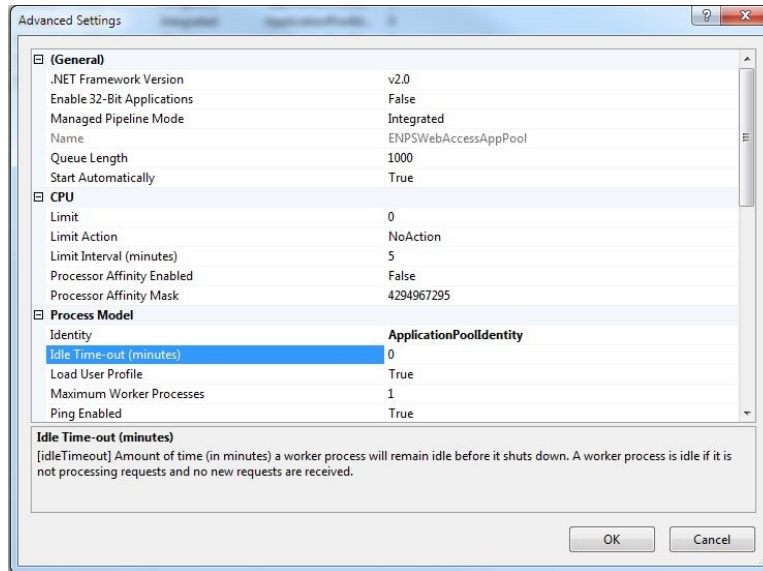 Advanced Settings
(General)
.NET Framework Version v2.0
Enable 32-Bit Applications False
Managed Pipeline Mode Integrated
Name ENPSWebAccessAppPool
Queue Length 1000
Start Automatically True
CPU
Limit 0
Limit Action NoAction
Limit Interval (minutes) 5
Processor Affinity Enabled False
Processor Affinity Mask 4294967295
Process Model
Identity ApplicationPoolIdentity
Idle Time-out (minutes) 0
Load User Profile True
Maximum Worker Processes 1
Ping Enabled True
Idle Time-out (minutes)
[idleTimeout] Amount of time (in minutes) a worker process will remain idle before it shuts down. A worker process is idle if it is
not processing requests and no new requests are received.
OK Cancel